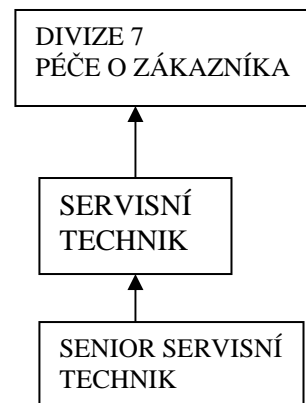 DIVIZE 7
PÉČE O ZÁKAZNÍKA
SERVISNÍ
TECHNIK
SENIOR SERVISNÍ
TECHNIK